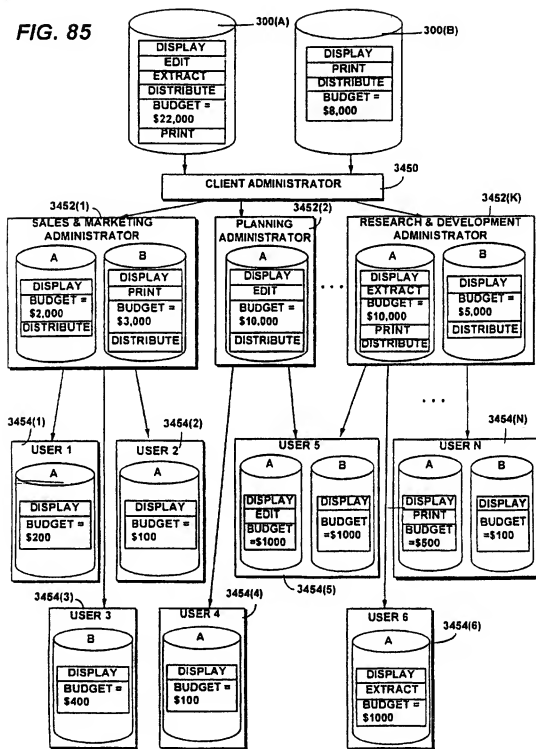 FIG. 85
300(A)
300(B)
DISPLAY
EDIT
EXTRACT
DISTRIBUTE
BUDGET =
$22,000
PRINT
DISPLAY
PRINT
DISTRIBUTE
BUDGET =
$8,000
3450
CLIENT ADMINISTRATOR
3452(1)
3452(2)
3452(K)
SALES & MARKETING
ADMINISTRATOR
A
DISPLAY
BUDGET =
$2,000
DISTRIBUTE
B
DISPLAY
PRINT
BUDGET =
$3,000
DISTRIBUTE
PLANNING
ADMINISTRATOR
A
DISPLAY
EDIT
BUDGET =
$10,000
RESEARCH & DEVELOPMENT
ADMINISTRATOR
A
DISPLAY
EXTRACT
BUDGET =
$10,000
PRINT
DISTRIBUTE
B
DISPLAY
BUDGET =
$5,000
DISTRIBUTE
3454(1)
USER 1
A
DISPLAY
BUDGET =
$200
3454(2)
USER 2
A
DISPLAY
BUDGET =
$100
USER 5
A
DISPLAY
EDIT
BUDGET
=$1000
B
DISPLAY
BUDGET
=$1000
3454(5)
3454(N)
USER N
A
DISPLAY
PRINT
BUDGET
=$500
B
DISPLAY
BUDGET
=$100
3454(3)
USER 3
B
DISPLAY
BUDGET =
$400
3454(4)
USER 4
A
DISPLAY
BUDGET =
$100
3454(6)
USER 6
A
DISPLAY
EXTRACT
BUDGET =
$1000